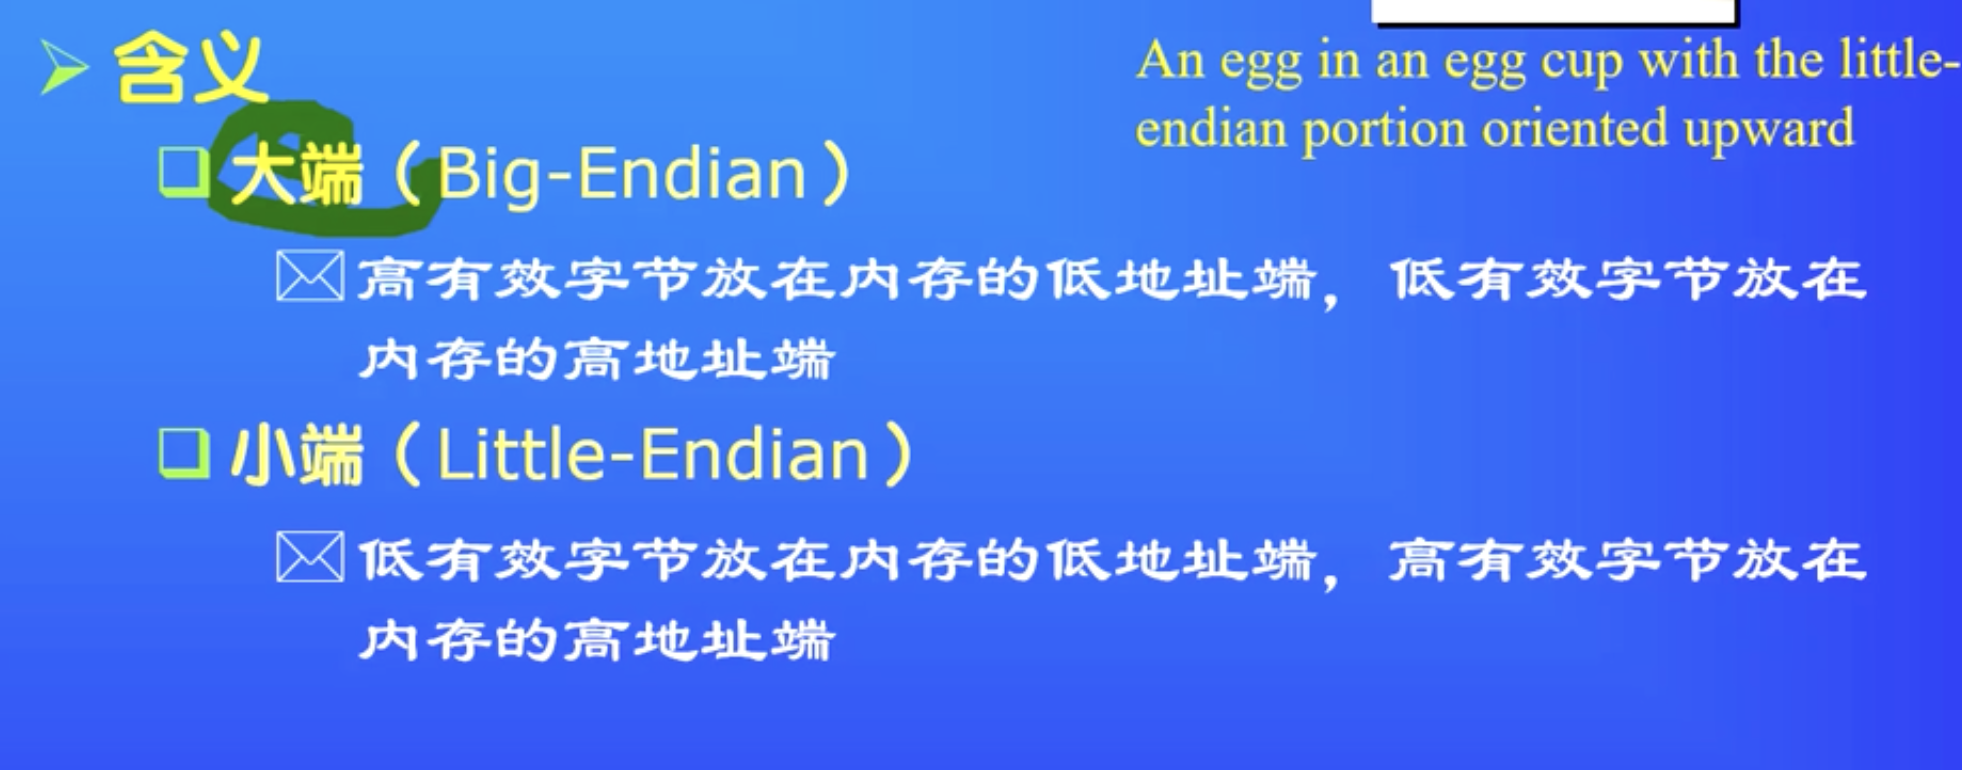 含义
An egg in an egg cup with the little-
endian portion oriented upward
大端（Big-Endian）
高有效字节放在内存的低地址端，低有效字节放在
内存的高地址端
小端（Little-Endian）
低有效字节放在内存的低地址端，高有效字节放在
内存的高地址端